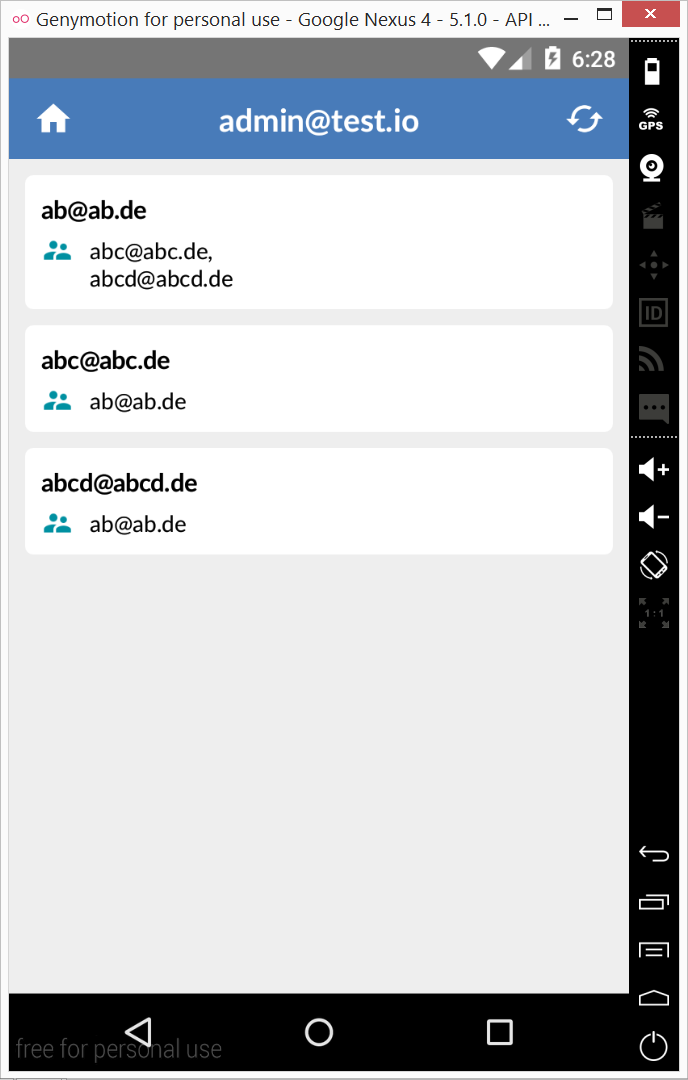 Genymotion for personal use - Google Nexus 4 - 5.1.0 - API ...
6:28
admin@test.io
GPS
ab@ab.de
abc@abc.de,
abcd@abcd.de
ID
abc@abc.de
ab@ab.de
abcd@abcd.de
ab@ab.de
1:1
free for personal use